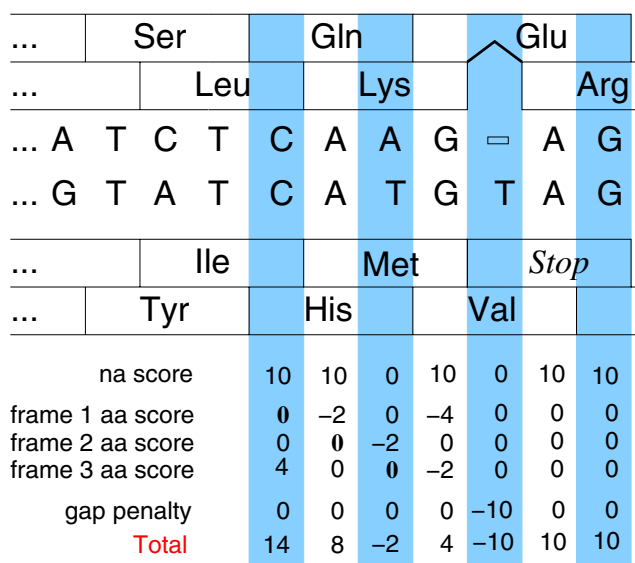 ... Ser Gln Glu
... Leu Lys Arg
... A T C T C A A G - A G
... G T A T C A T G T A G
... Ile Met Stop
... Tyr His Val
na score 10 10 0 10 0 10 10
frame 1 aa score 0 −2 0 −4 0 0 0
frame 2 aa score 0 0 −2 0 0 0 0
frame 3 aa score 4 0 0 −2 0 0 0
gap penalty 0 0 0 0 −10 0 0
Total 14 8 −2 4 −10 10 10